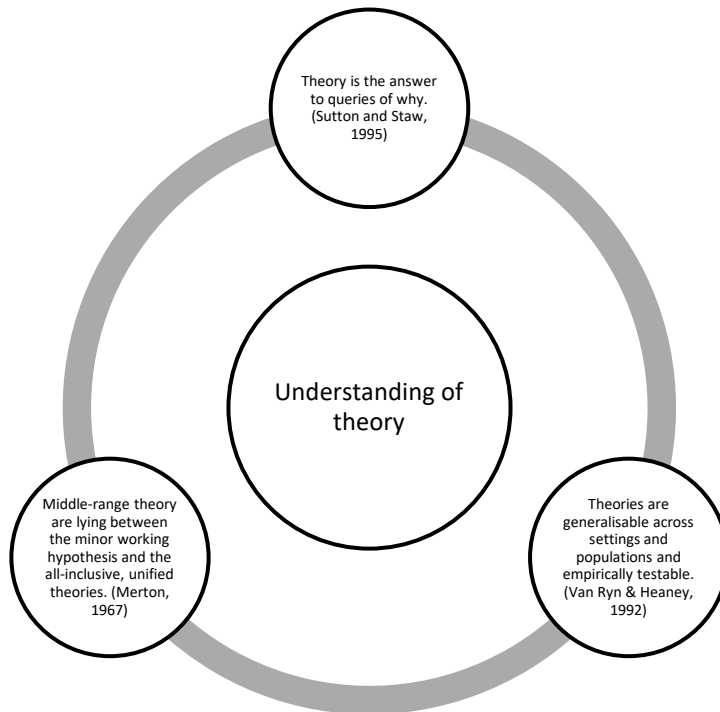 Theory is the answer
to queries of why.
(Sutton and Staw,
1995)
Understanding of
theory
Middle-range theory
are lying between
the minor working
hypothesis and the
all-inclusive, unified
theories. (Merton,
1967)
Theories are
generalisable across
settings and
populations and
empirically testable.
(Van Ryn & Heaney,
1992)